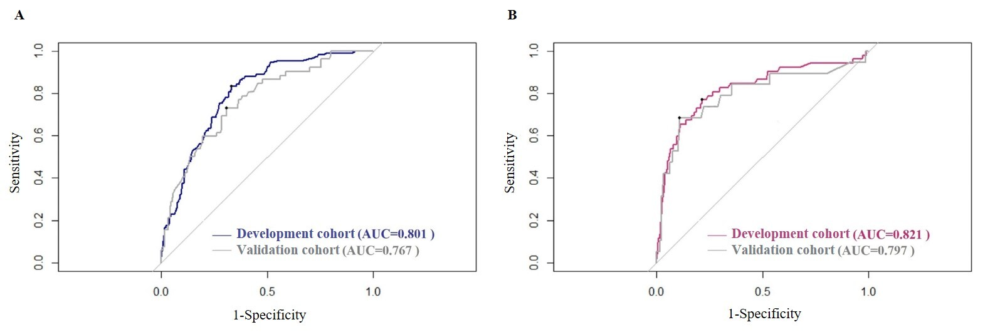 A
Sensitivity
1.0
0.8
0.6
0.4
0.2
0.0
Development cohort (AUC=0.801 )
Validation cohort (AUC=0.767 )
0.0 0.5 1.0
1-Specificity
B
Sensitivity
1.0
0.8
0.6
0.4
0.2
0.0
Development cohort (AUC=0.821 )
Validation cohort (AUC=0.797 )
0.0 0.5 1.0
1-Specificity